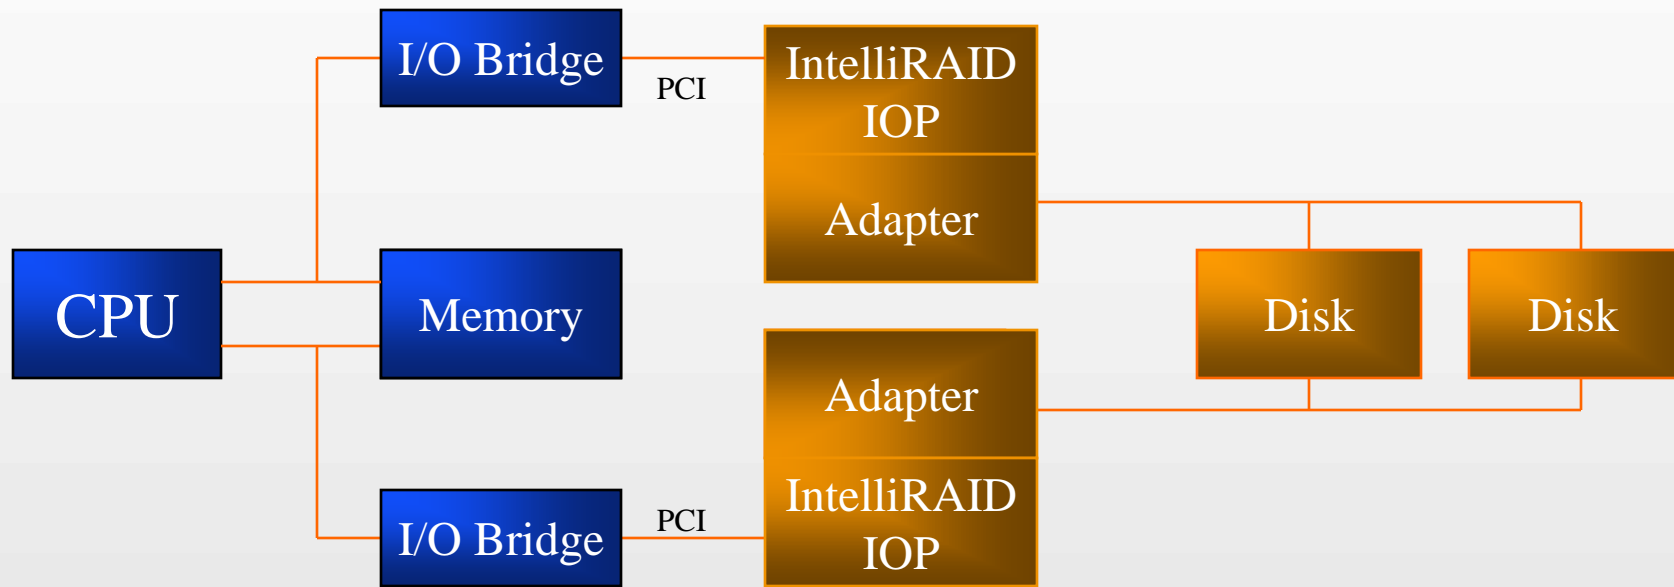 I/O Bridge
PCI
IntelliRAID
IOP
Adapter
CPU
Memory
Disk
Disk
Adapter
I/O Bridge
PCI
IntelliRAID
IOP